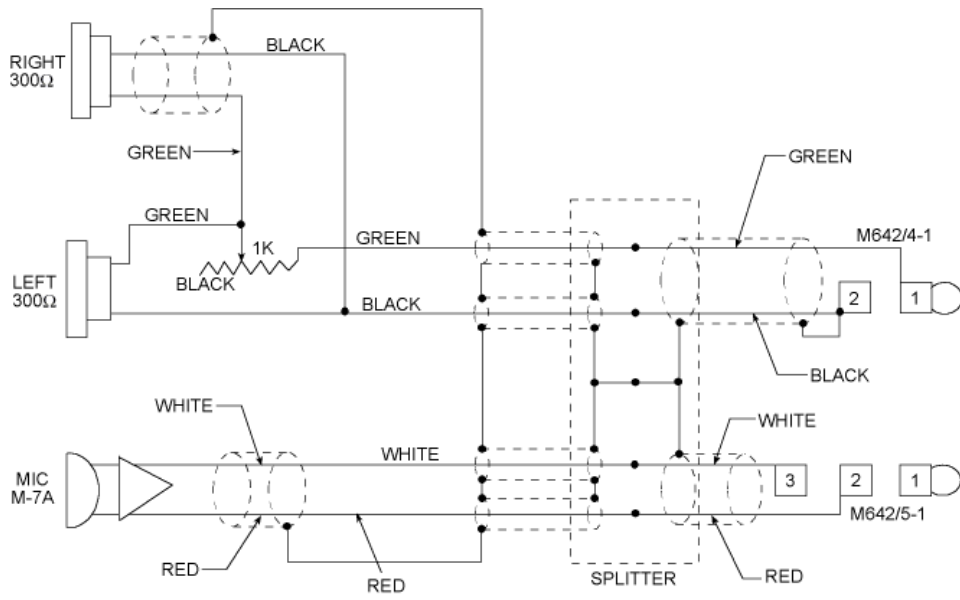 RIGHT
300Ω
BLACK
GREEN
GREEN
GREEN
1K
GREEN
M642/4-1
BLACK
LEFT
300Ω
BLACK
2
1
BLACK
WHITE
WHITE
WHITE
MIC
M-7A
3
2
1
M642/5-1
RED
RED
SPLITTER
RED